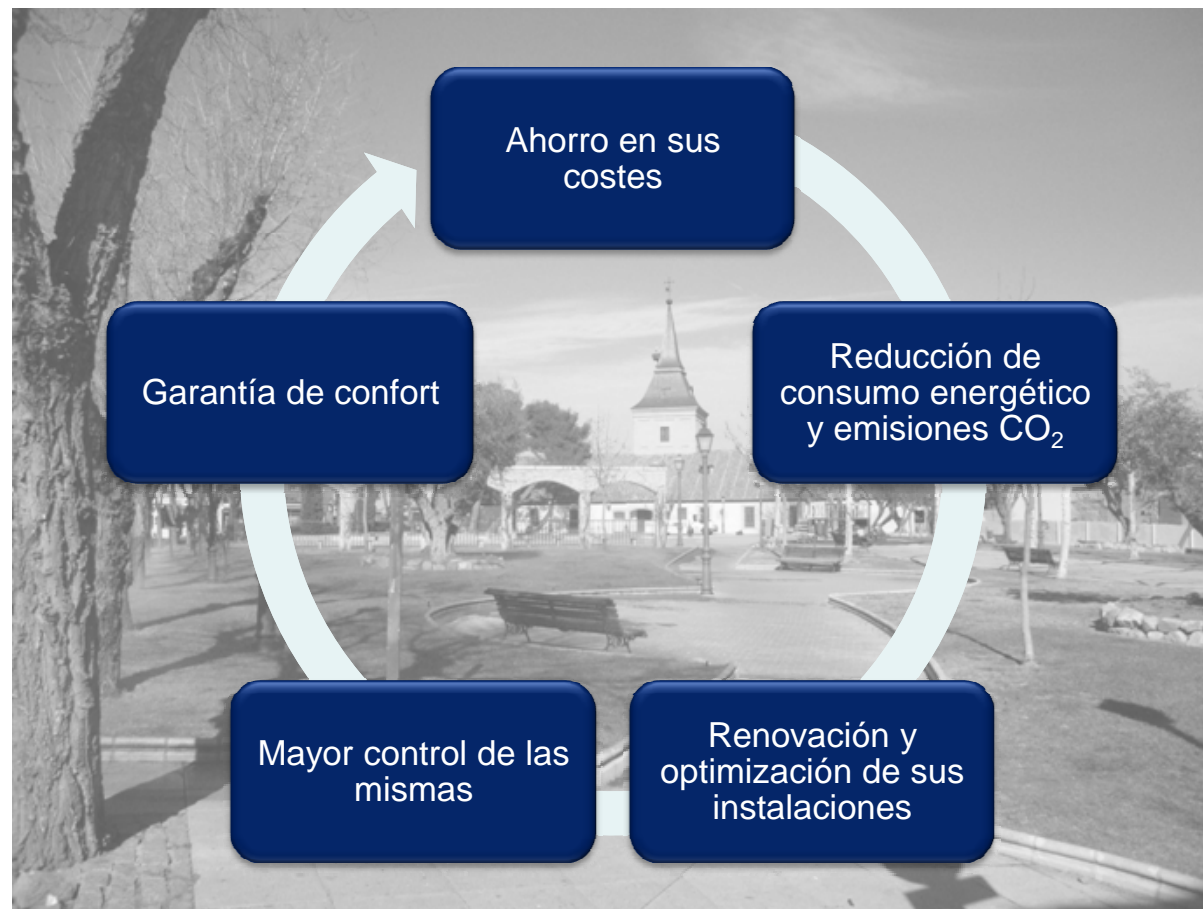 Ahorro en sus
costes
Reducción de
consumo energético
y emisiones CO₂
Renovación y
optimización de sus
instalaciones
Mayor control de las
mismas
Garantía de confort